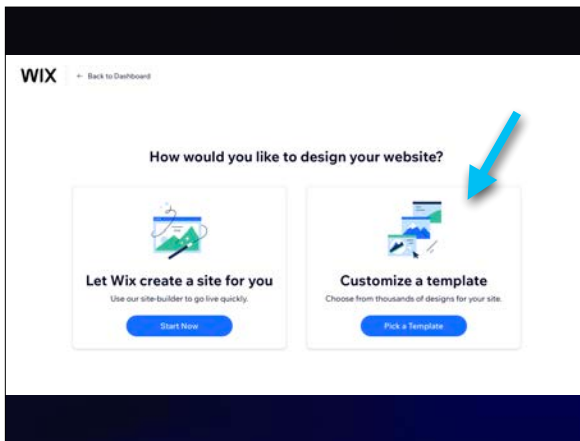 WIX
← Back to Dashboard
How would you like to design your website?
Let Wix create a site for you
Use our site-builder to go live quickly.
Start Now
Customize a template
Choose from thousands of designs for your site.
Pick a Template